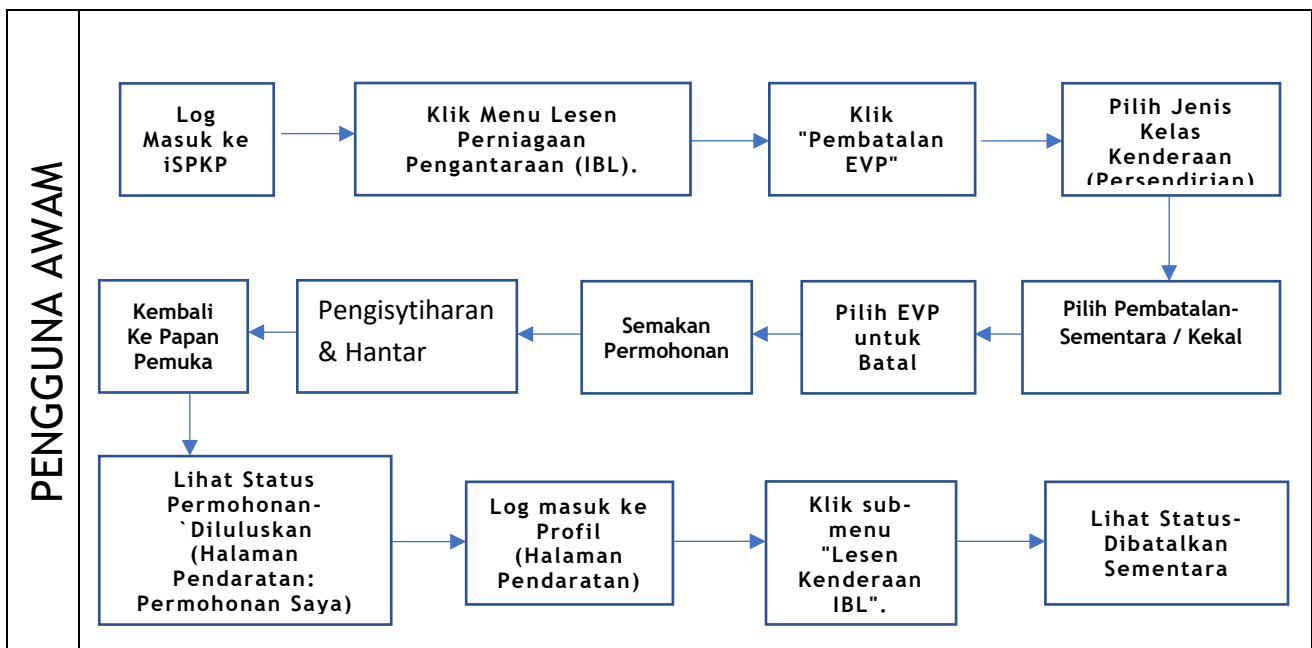 PENGGUNA AWAM
Log
Masuk ke
iSPKP
Klik Menu Lesen
Perniagaan
Pengantaraan (IBL).
Klik
"Pembatalan
EVP"
Pilih Jenis
Kelas
Kenderaan
(Persendirian)
Pilih Pembatalan-
Sementara / Kekal
Pilih EVP
untuk
Batal
Semakan
Permohonan
Pengisytiharan
& Hantar
Kembali
Ke Papan
Pemuka
Lihat Status
Permohonan-
`Diluluskan
(Halaman
Pendaratan:
Permohonan Saya)
Log masuk ke
Profil
(Halaman
Pendaratan)
Klik sub-
menu
"Lesen
Kenderaan
IBL".
Lihat Status-
Dibatalkan
Sementara